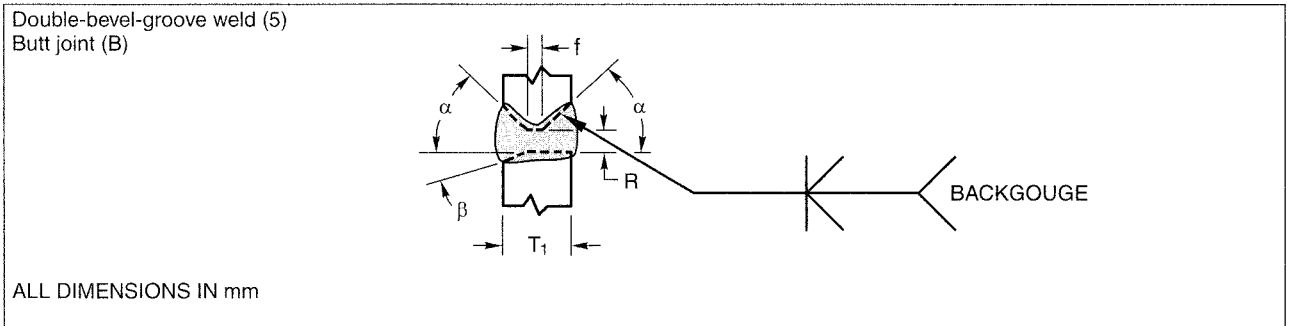 Double-bevel-groove weld (5)
Butt joint (B)
f
α
α
R
β
T₁
BACKGOUGE
ALL DIMENSIONS IN mm